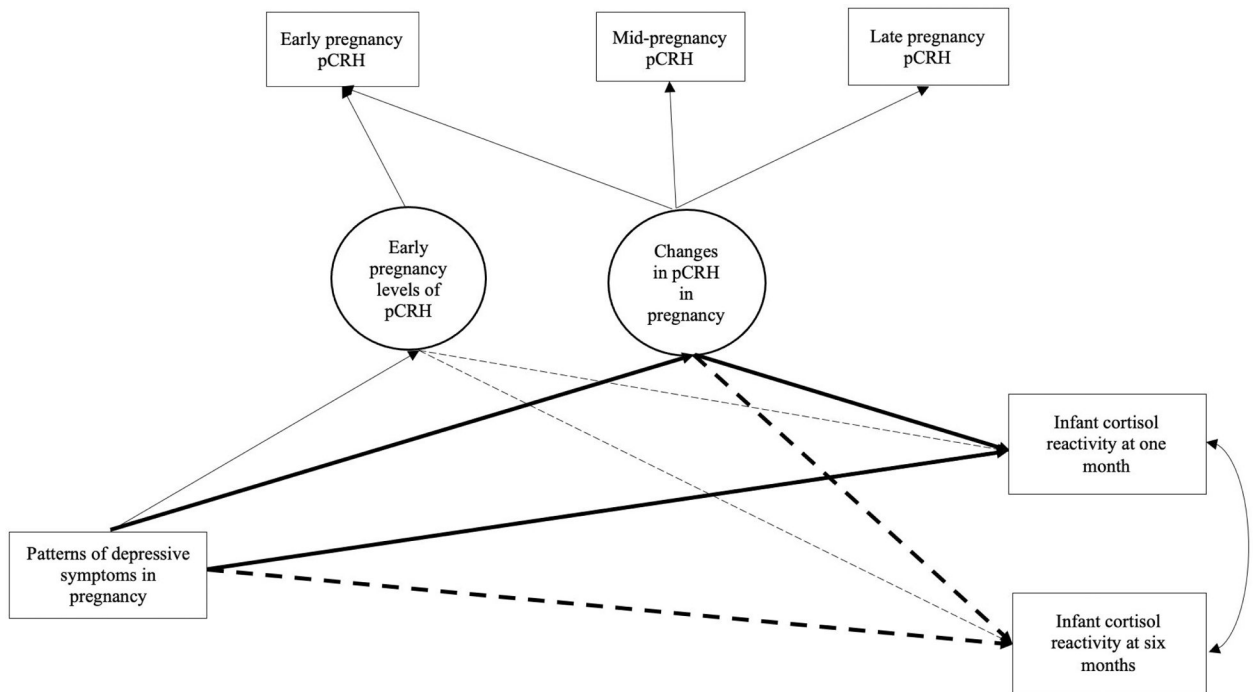 Early pregnancy
pCRH
Mid-pregnancy
pCRH
Late pregnancy
pCRH
Early
pregnancy
levels of
pCRH
Changes
in pCRH
in
pregnancy
Infant cortisol
reactivity at one
month
Patterns of depressive
symptoms in
pregnancy
Infant cortisol
reactivity at six
months